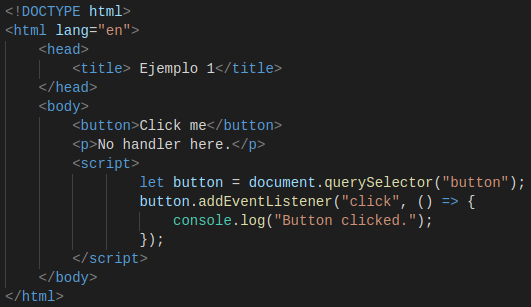 <!DOCTYPE html>
<html lang="en">
    <head>
        <title> Ejemplo 1</title>
    </head>
    <body>
        <button>Click me</button>
        <p>No handler here.</p>
        <script>
                let button = document.querySelector("button");
                button.addEventListener("click", () => {
                    console.log("Button clicked.");
                });
        </script>
    </body>
</html>